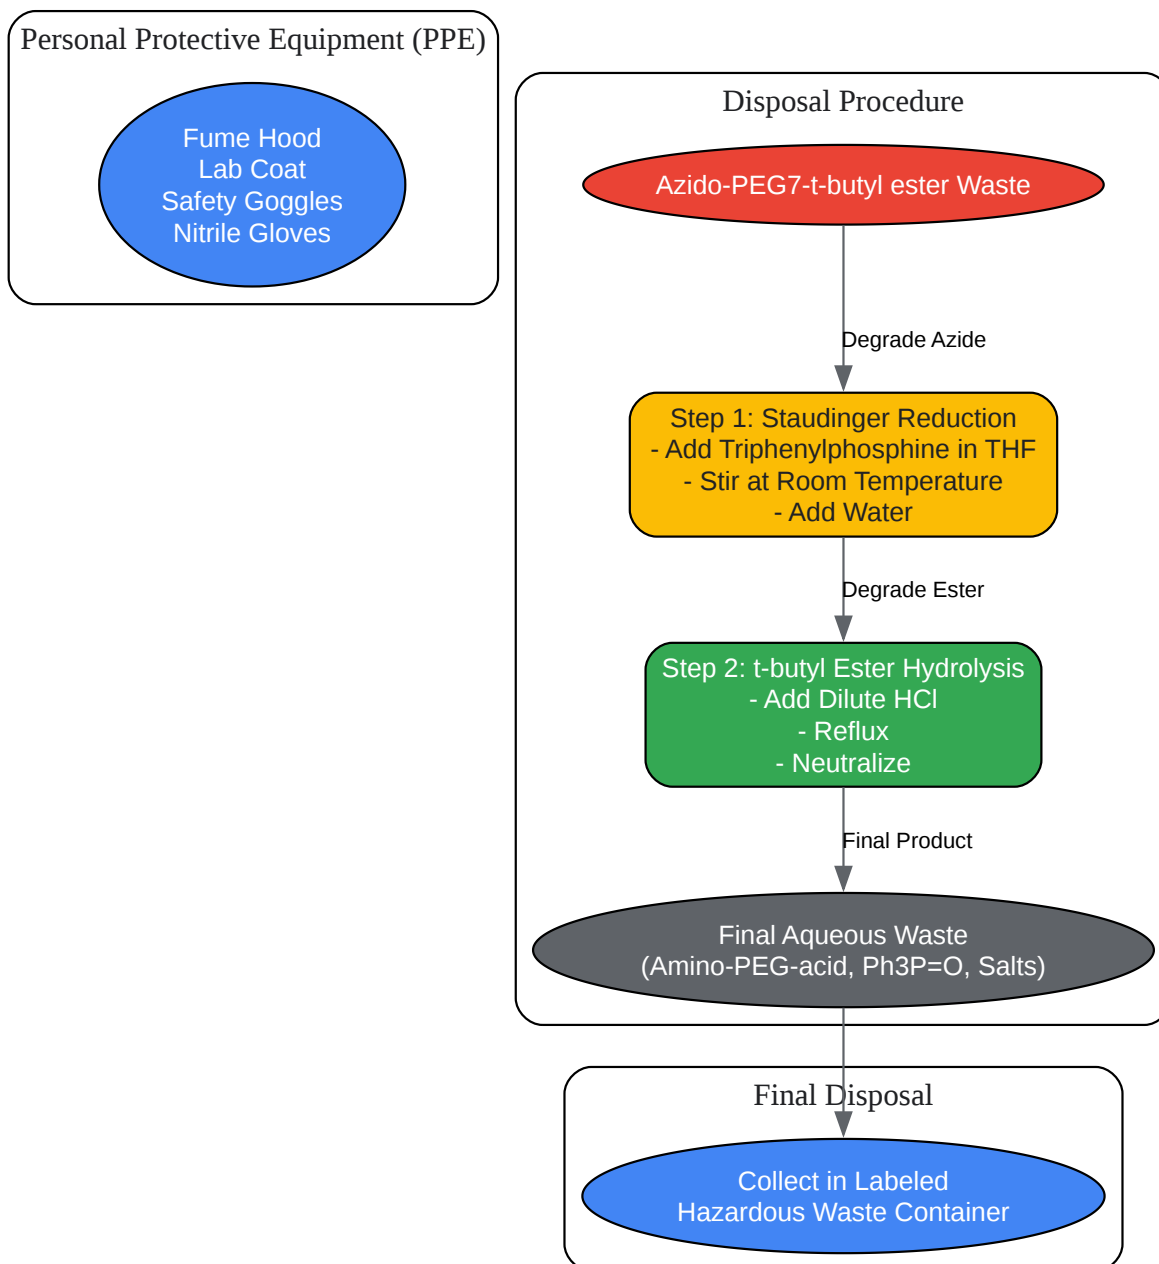 Personal Protective Equipment (PPE)
Fume Hood
Lab Coat
Safety Goggles
Nitrile Gloves
Disposal Procedure
Azido-PEG7-t-butyl ester Waste
Degrade Azide
Step 1: Staudinger Reduction
- Add Triphenylphosphine in THF
- Stir at Room Temperature
- Add Water
Degrade Ester
Step 2: t-butyl Ester Hydrolysis
- Add Dilute HCl
- Reflux
- Neutralize
Final Product
Final Aqueous Waste
(Amino-PEG-acid, Ph3P=O, Salts)
Final Disposal
Collect in Labeled
Hazardous Waste Container